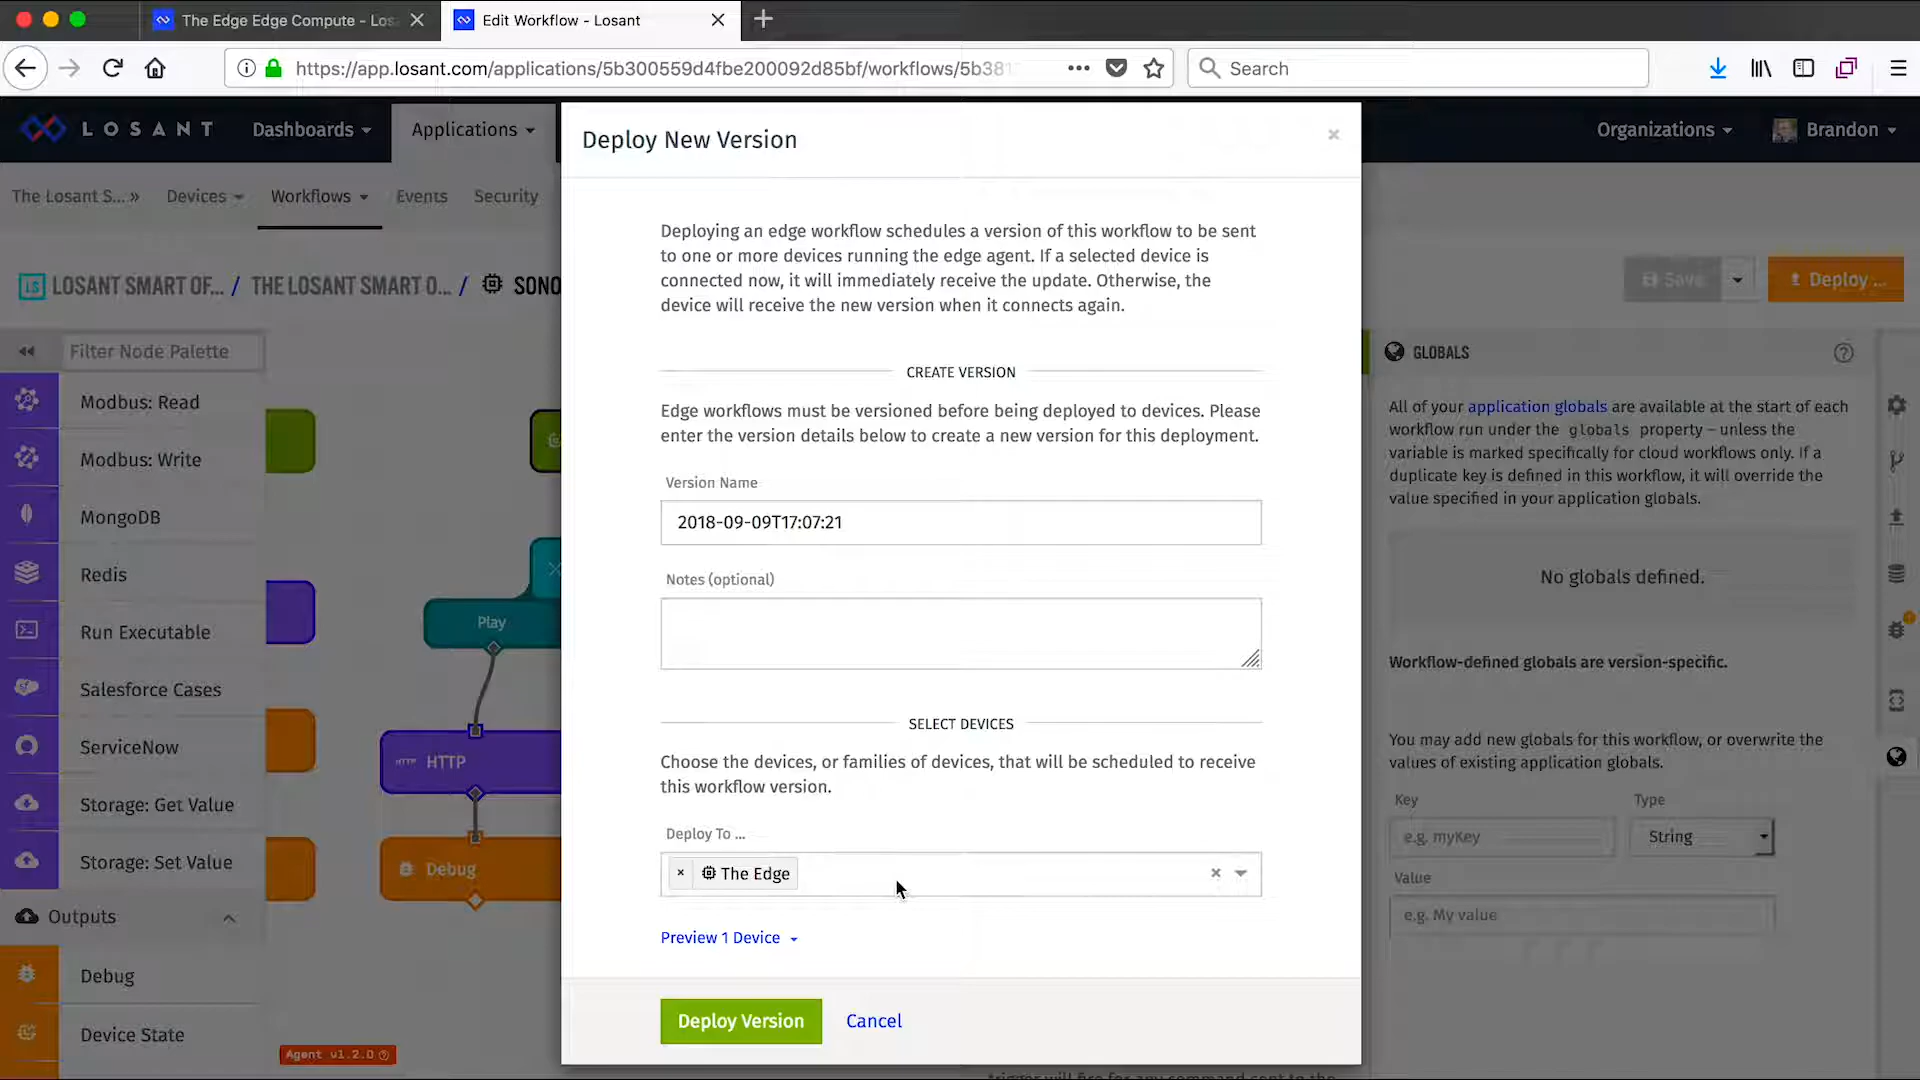 The Edge Edge Compute - Los
Edit Workflow - Losant
https://app.losant.com/applications/5b300559d4fbe200092d85bf/workflows/5b381
Search
LOSANT
Dashboards
Applications
Organizations
Brandon
The Losant S... »
Devices
Workflows
Events
Security
LOSANT SMART OF... / THE LOSANT SMART O... / SONO
Save
Deploy ...
Filter Node Palette
Modbus: Read
Modbus: Write
MongoDB
Redis
Run Executable
Salesforce Cases
ServiceNow
Storage: Get Value
Storage: Set Value
Outputs
Debug
Device State
Play
HTTP HTTP
Debug
Agent v1.2.0
Deploy New Version
Deploying an edge workflow schedules a version of this workflow to be sent
to one or more devices running the edge agent. If a selected device is
connected now, it will immediately receive the update. Otherwise, the
device will receive the new version when it connects again.
CREATE VERSION
Edge workflows must be versioned before being deployed to devices. Please
enter the version details below to create a new version for this deployment.
Version Name
2018-09-09T17:07:21
Notes (optional)
SELECT DEVICES
Choose the devices, or families of devices, that will be scheduled to receive
this workflow version.
Deploy To ...
× The Edge
Preview 1 Device
Deploy Version
Cancel
GLOBALS
All of your application globals are available at the start of each
workflow run under the globals property – unless the
variable is marked specifically for cloud workflows only. If a
duplicate key is defined in this workflow, it will override the
value specified in your application globals.
No globals defined.
Workflow-defined globals are version-specific.
You may add new globals for this workflow, or overwrite the
values of existing application globals.
Key
Type
e.g. myKey
String
Value
e.g. My value
trigger will fire for any command sent to the